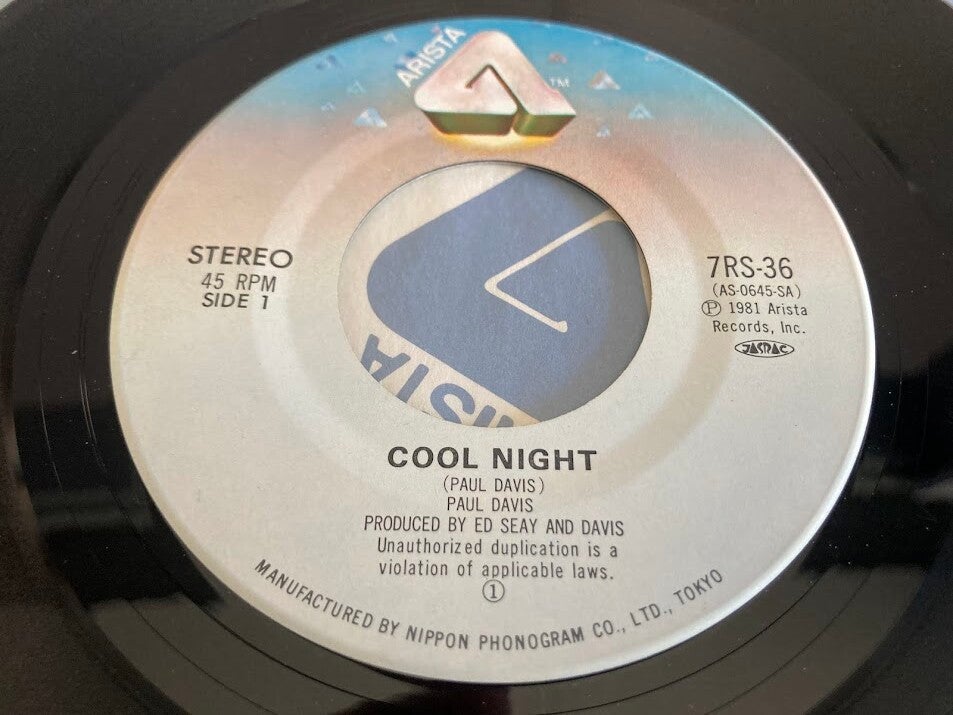 ARISTA
TM
STEREO
45 RPM
SIDE 1
7RS-36
(AS-0645-SA)
Ⓟ 1981 Arista
Records, Inc.
JASRAC
COOL NIGHT
(PAUL DAVIS)
PAUL DAVIS
PRODUCED BY ED SEAY AND DAVIS
Unauthorized duplication is a
violation of applicable laws.
①
MANUFACTURED BY NIPPON PHONOGRAM CO., LTD., TOKYO